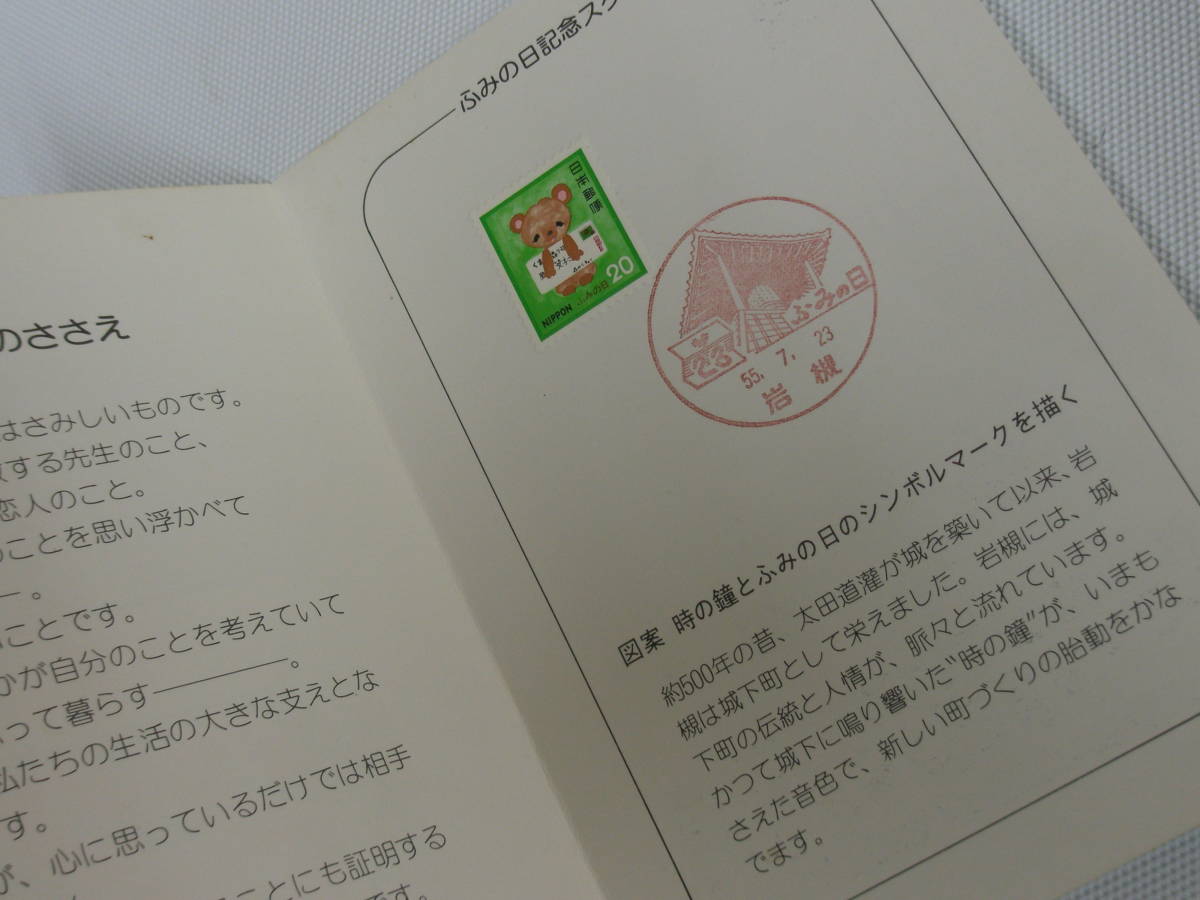 のささえ
はさみしいものです。
する先生のこと、
恋人のこと。
のことを思い浮かべて
―。
ことです。
かが自分のことを考えていて
って暮らす――――。
私たちの生活の大きな支えとな
す。
が、心に思っているだけでは相手
ことにも証明する
です。
ふみの日記念スタ
日本郵便
NIPPON ふみの日 20
ふみの日
23
55. 7. 23
岩槻
図案 時の鐘とふみの日のシンボルマークを描く
約500年の昔、太田道灌が城を築いて以来、岩
槻は城下町として栄えました。岩槻には、城
下町の伝統と人情が、脈々と流れています。
かつて城下に鳴り響いた"時の鐘"が、いまも
さえた音色で、新しい町づくりの胎動をかな
でます。